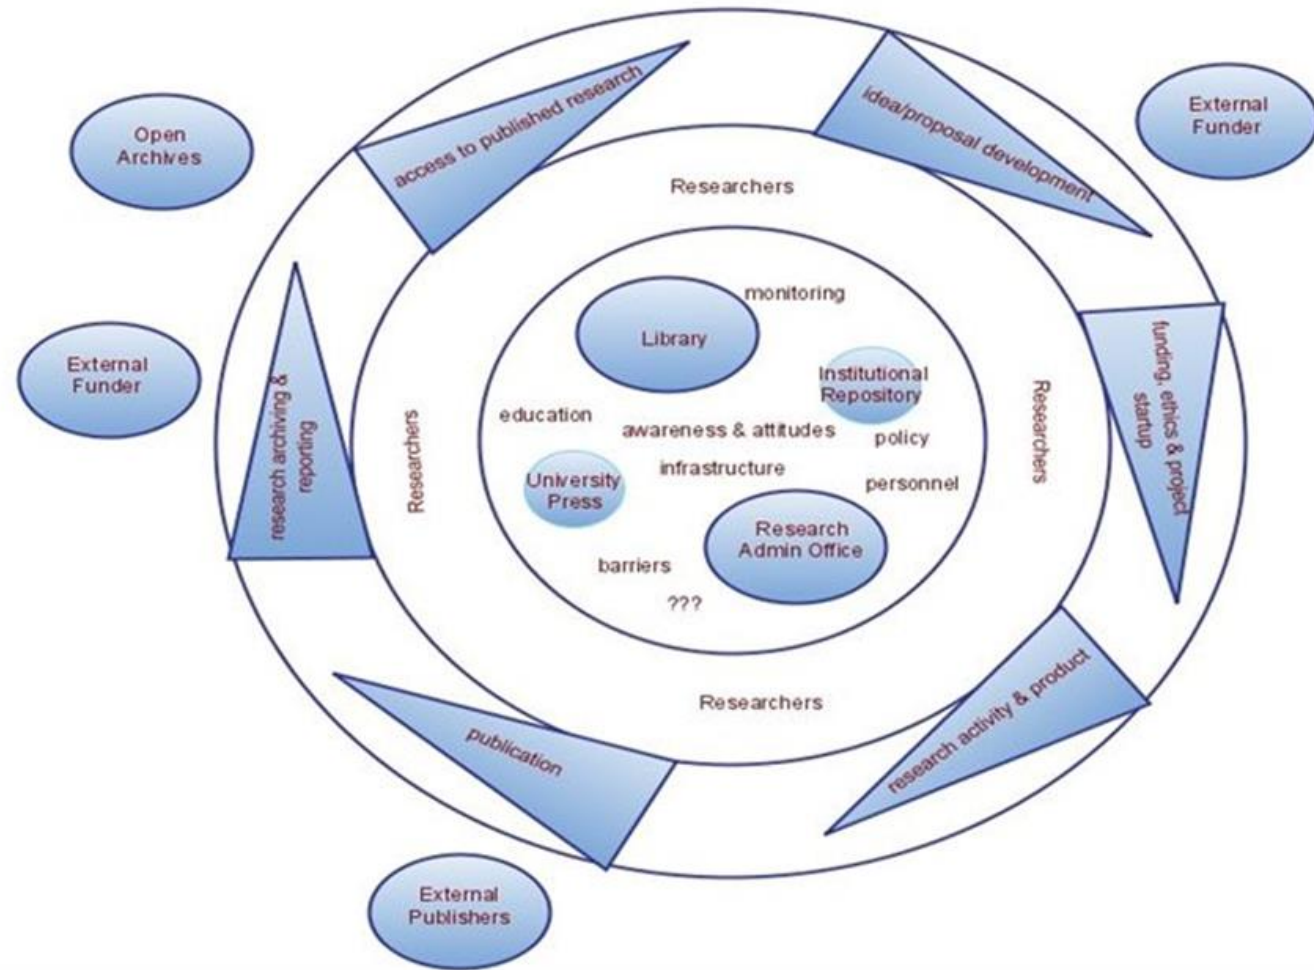 Open
Archives
access to published research
idea/proposal development
External
Funder
Researchers
monitoring
Library
Institutional
Repository
funding, ethics & project
startup
External
Funder
research archiving &
reporting
Researchers
education
awareness & attitudes
policy
Researchers
infrastructure
University
Press
personnel
Research
Admin Office
barriers
???
Researchers
research activity & product
publication
External
Publishers